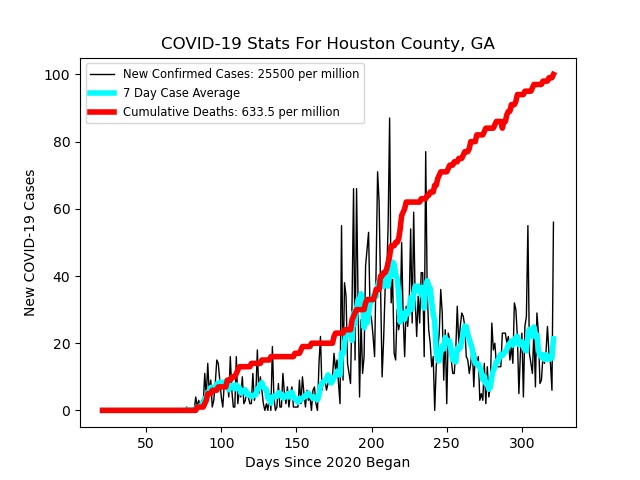 COVID-19 Stats For Houston County, GA
New Confirmed Cases: 25500 per million
7 Day Case Average
Cumulative Deaths: 633.5 per million
New COVID-19 Cases
100
80
60
40
20
0
50 100 150 200 250 300
Days Since 2020 Began